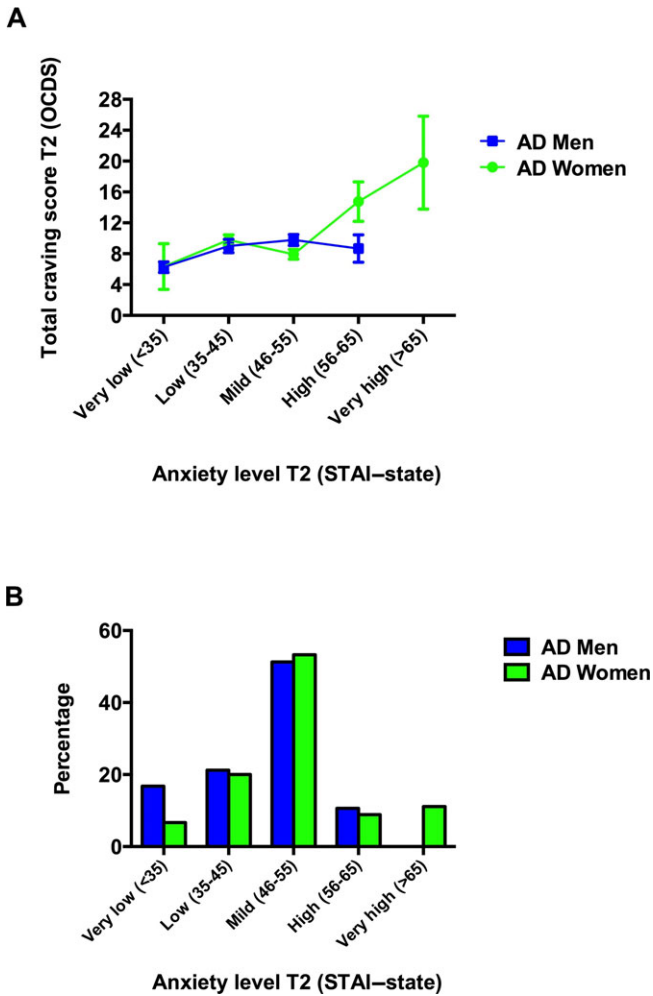 A
Total craving score T2 (OCDS)
28
24
20
16
12
8
4
0
AD Men
AD Women
Very low (<35)
Low (35-45)
Mild (46-55)
High (56-65)
Very high (>65)
Anxiety level T2 (STAI–state)
B
Percentage
60
40
20
0
AD Men
AD Women
Very low (<35)
Low (35-45)
Mild (46-55)
High (56-65)
Very high (>65)
Anxiety level T2 (STAI–state)